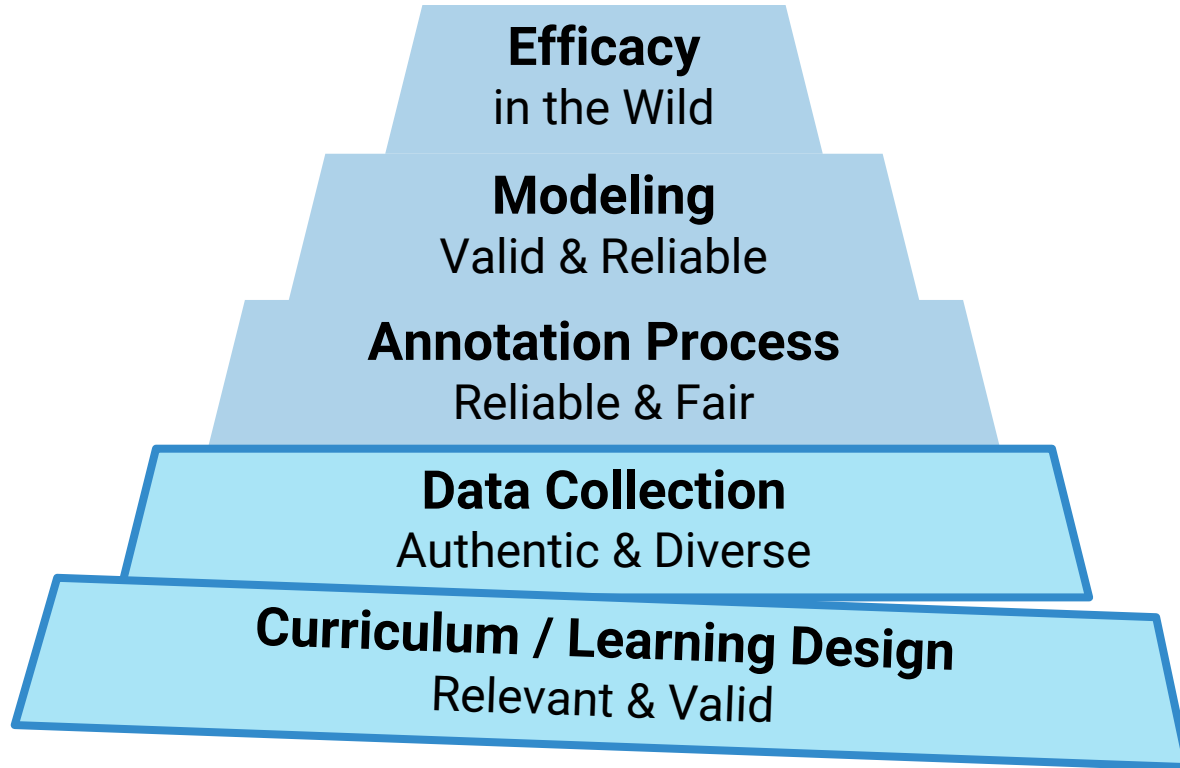 Efficacy
in the Wild
Modeling
Valid & Reliable
Annotation Process
Reliable & Fair
Data Collection
Authentic & Diverse
Curriculum / Learning Design
Relevant & Valid